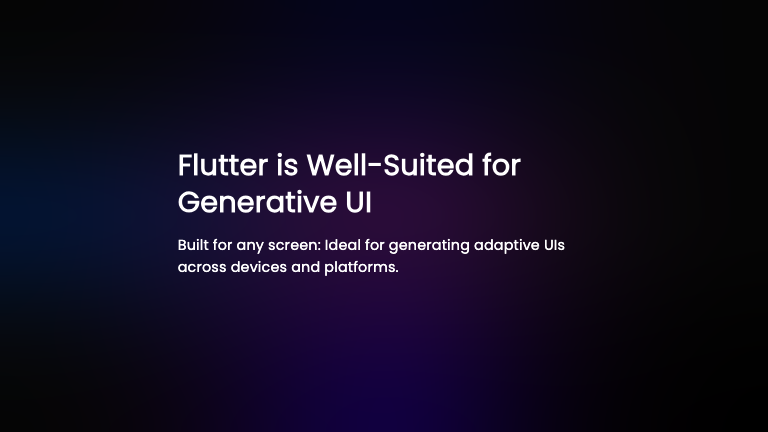 Flutter is Well-Suited for
Generative UI
Built for any screen: Ideal for generating adaptive UIs
across devices and platforms.